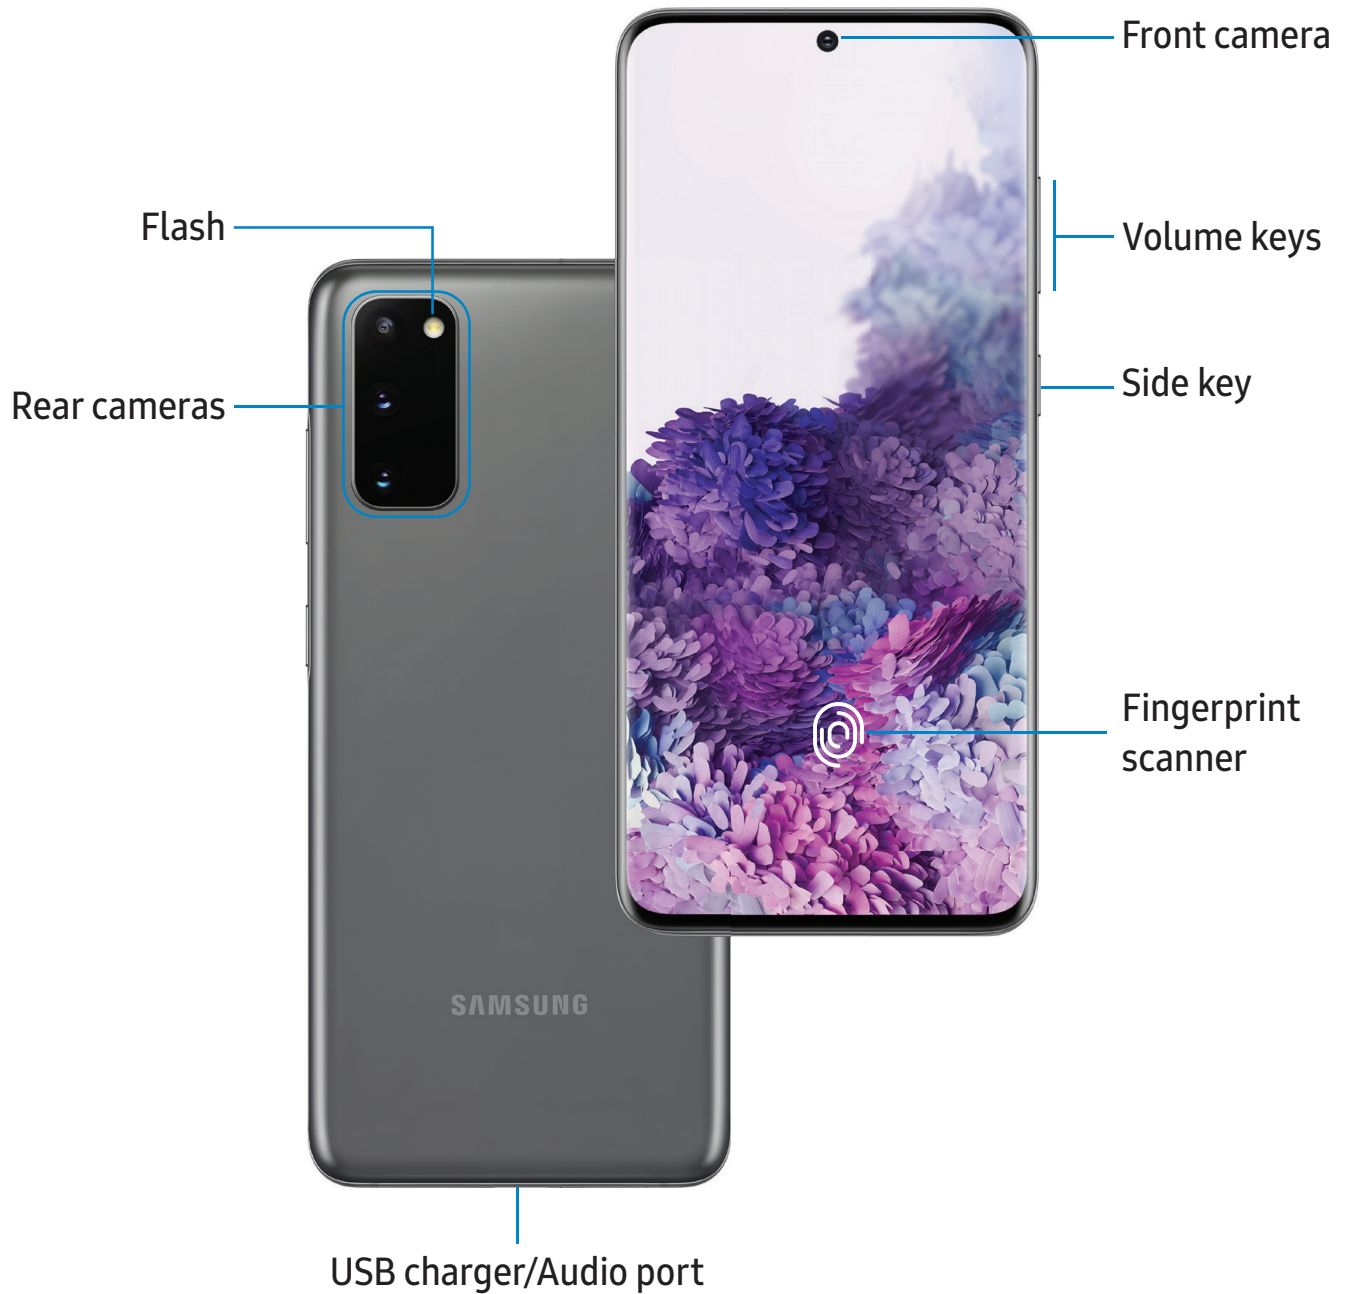 Front camera
Flash
Volume keys
Rear cameras
Side key
Fingerprint
scanner
SAMSUNG
USB charger/Audio port